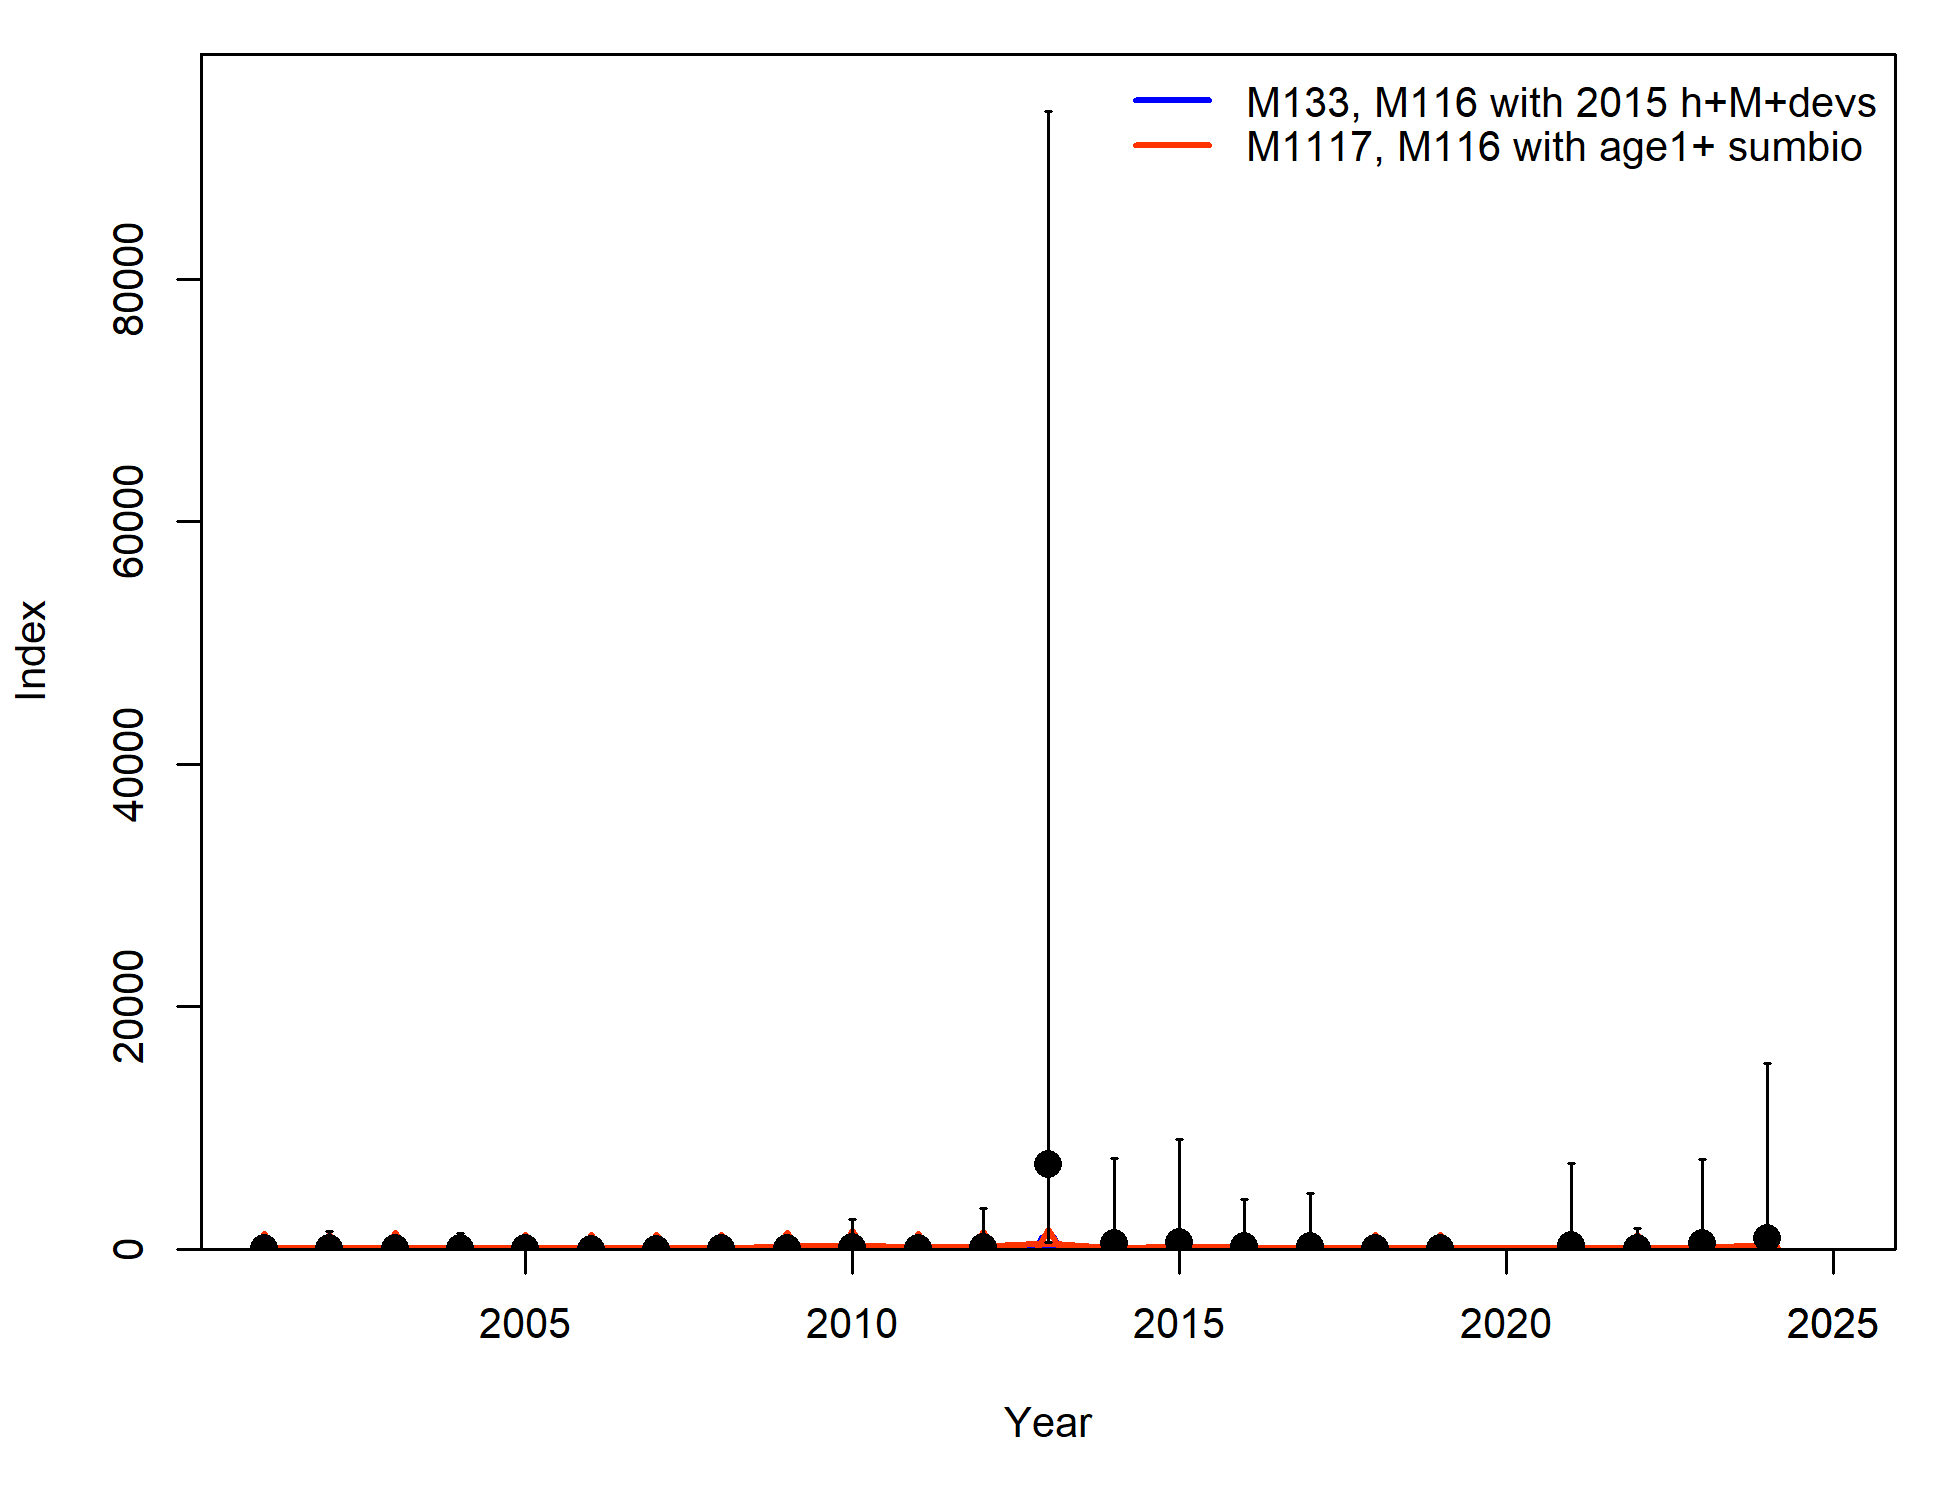 M133, M116 with 2015 h+M+devs
M1117, M116 with age1+ sumbio
80000
60000
40000
20000
0
Index
2005
2010
2015
2020
2025
Year